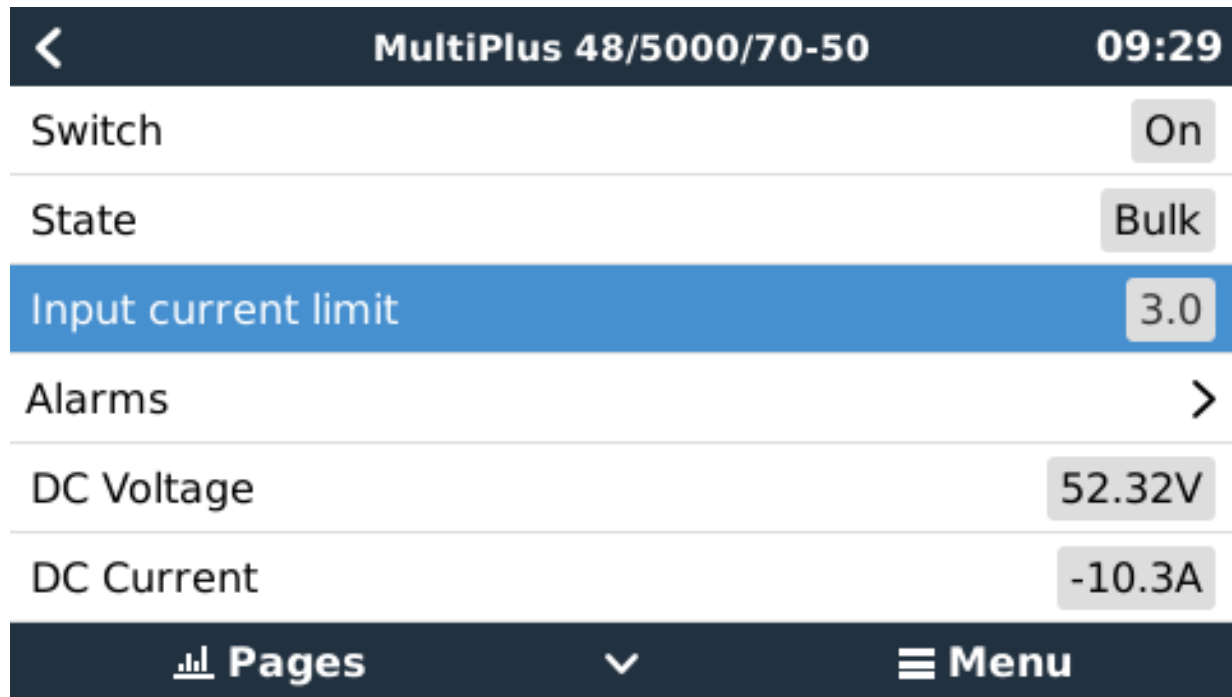 MultiPlus 48/5000/70-50 09:29
Switch On
State Bulk
Input current limit 3.0
Alarms
DC Voltage 52.32V
DC Current -10.3A
Pages Menu